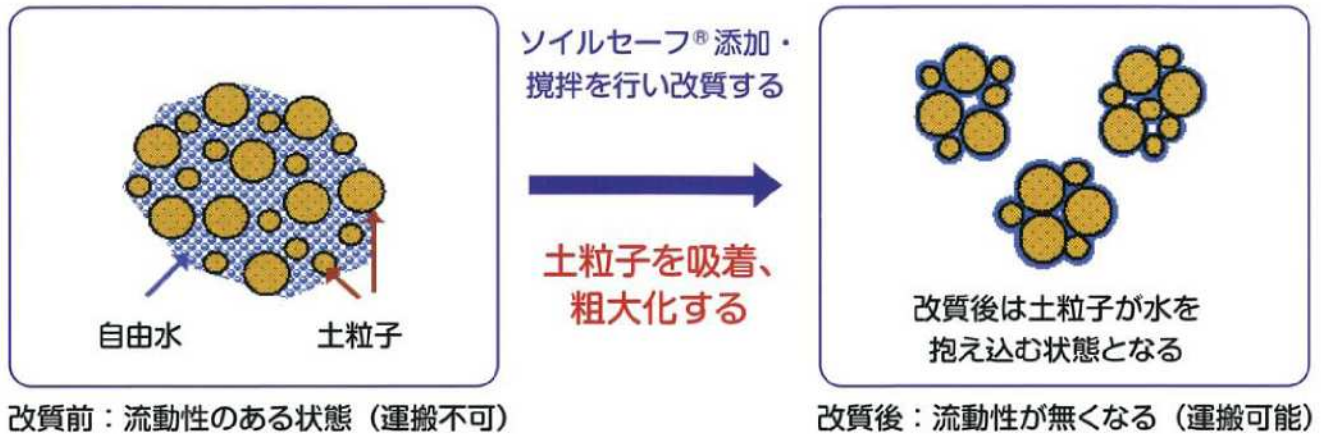 ソイルセーフ®添加・
撹拌を行い改質する
土粒子を吸着、
粗大化する
自由水
土粒子
改質後は土粒子が水を
抱え込む状態となる
改質前：流動性のある状態（運搬不可）
改質後：流動性が無くなる（運搬可能）